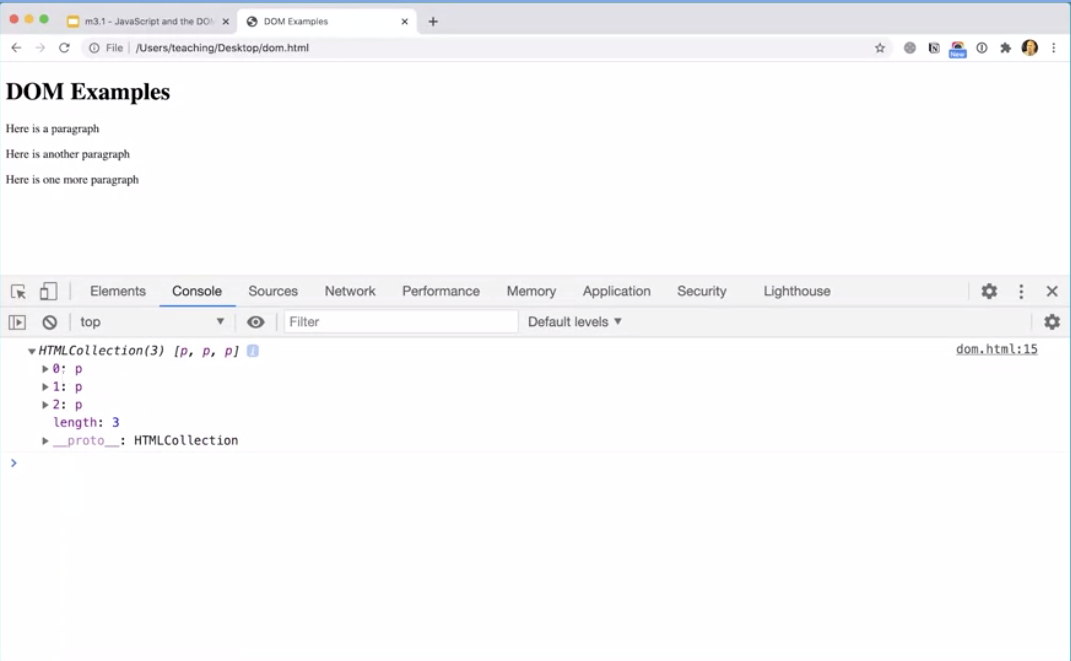 m3.1 - JavaScript and the DOM
DOM Examples
File
/Users/teaching/Desktop/dom.html
New
DOM Examples
Here is a paragraph
Here is another paragraph
Here is one more paragraph
Elements Console Sources Network Performance Memory Application Security Lighthouse
top Filter Default levels
HTMLCollection(3) [p, p, p] dom.html:15
0: p
1: p
2: p
length: 3
__proto__: HTMLCollection